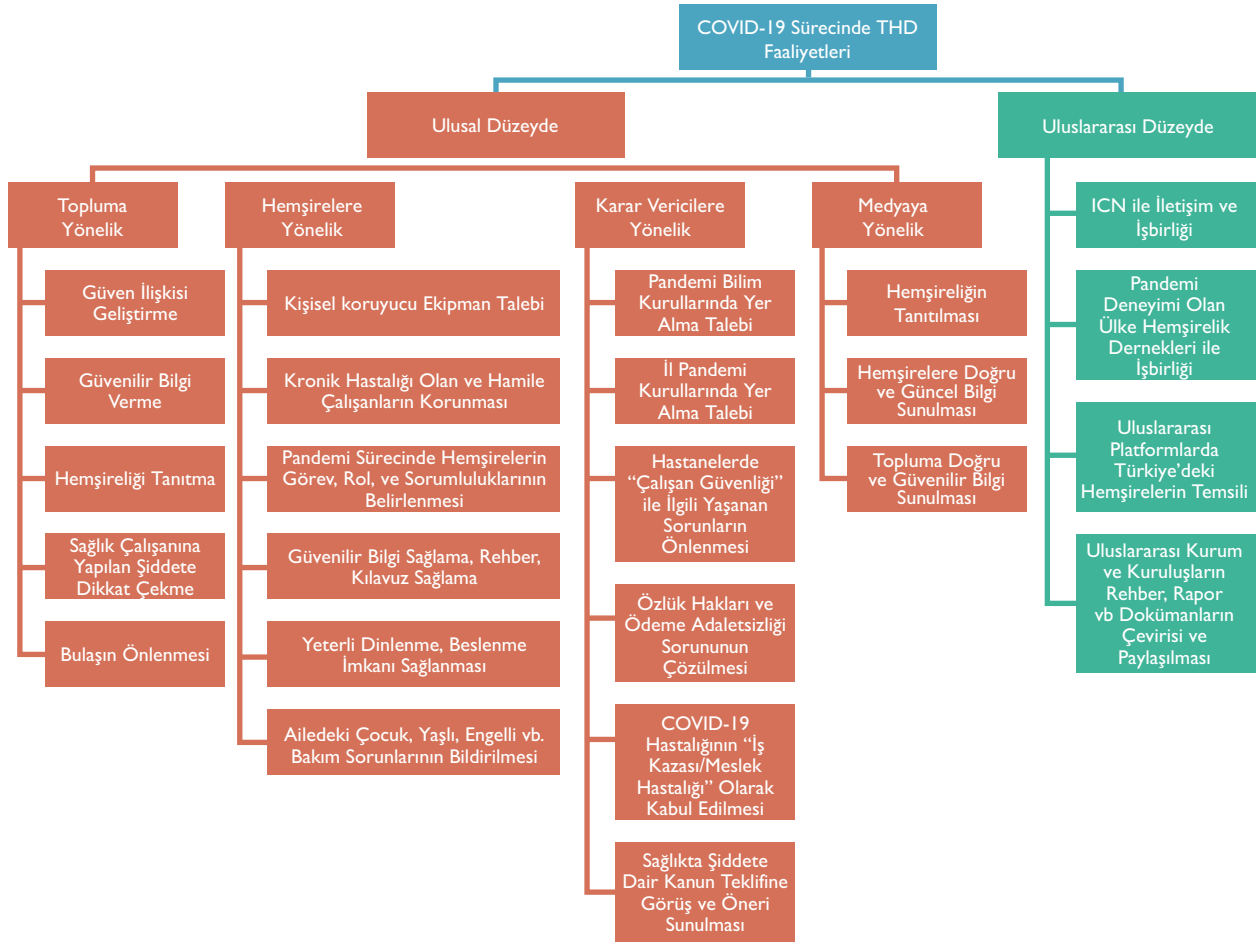 COVID-19 Sürecinde THD
Faaliyetleri
Ulusal Düzeyde
Uluslararası Düzeyde
Topluma
Yönelik
Güven İlişkisi
Geliştirme
Güvenilir Bilgi
Verme
Hemşireliği Tanıtma
Sağlık Çalışanına
Yapılan Şiddete
Dikkat Çekme
Bulaşın Önlenmesi
Hemşirelere
Yönelik
Kişisel koruyucu Ekipman Talebi
Kronik Hastalığı Olan ve Hamile
Çalışanların Korunması
Pandemi Sürecinde Hemşirelerin
Görev, Rol, ve Sorumluluklarının
Belirlenmesi
Güvenilir Bilgi Sağlama, Rehber,
Kılavuz Sağlama
Yeterli Dinlenme, Beslenme
İmkanı Sağlanması
Ailedeki Çocuk, Yaşlı, Engelli vb.
Bakım Sorunlarının Bildirilmesi
Karar Vericilere
Yönelik
Pandemi Bilim
Kurullarında Yer
Alma Talebi
İl Pandemi
Kurullarında Yer
Alma Talebi
Hastanelerde
“Çalışan Güvenliği”
ile İlgili Yaşanan
Sorunların
Önlenmesi
Özlük Hakları ve
Ödeme Adaletsizliği
Sorununun
Çözülmesi
COVID-19
Hastalığının “İş
Kazası/Meslek
Hastalığı” Olarak
Kabul Edilmesi
Sağlıkta Şiddete
Dair Kanun Teklifine
Görüş ve Öneri
Sunulması
Medyaya
Yönelik
Hemşireliğin
Tanıtılması
Hemşirelere Doğru
ve Güncel Bilgi
Sunulması
Topluma Doğru
ve Güvenilir Bilgi
Sunulması
ICN ile İletişim ve
İşbirliği
Pandemi
Deneyimi Olan
Ülke Hemşirelik
Dernekleri ile
İşbirliği
Uluslararası
Platformlarda
Türkiye’deki
Hemşirelerin Temsili
Uluslararası Kurum
ve Kuruluşların
Rehber, Rapor
vb Dokümanların
Çevirisi ve
Paylaşılması